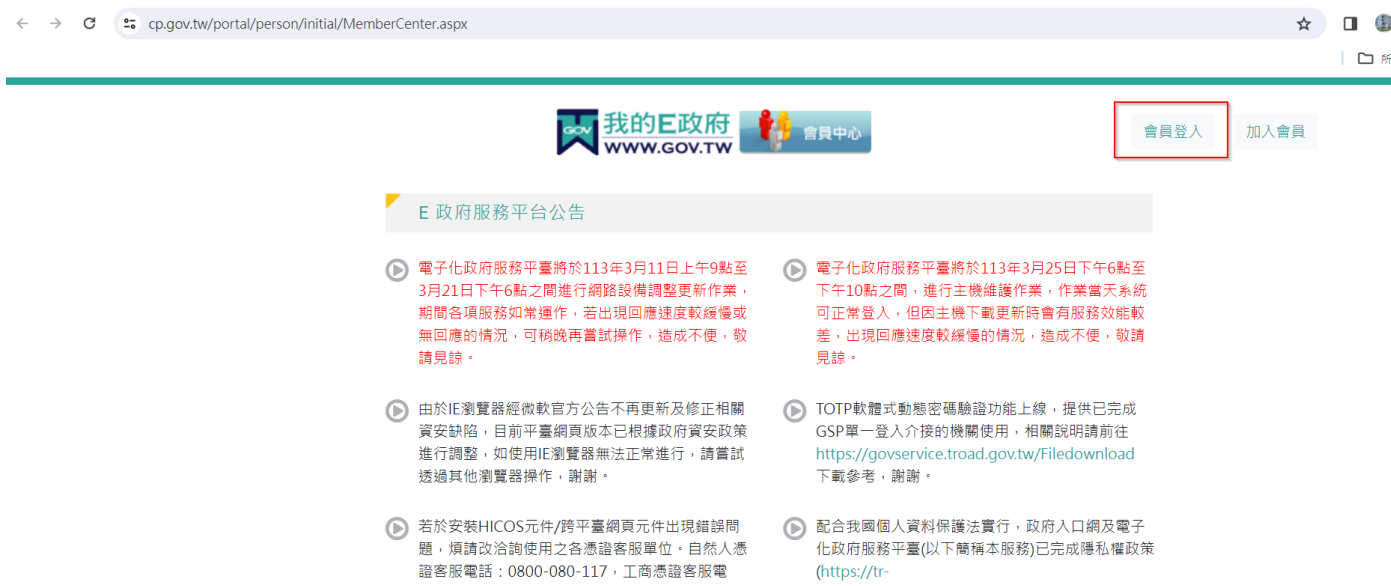 cp.gov.tw/portal/person/initial/MemberCenter.aspx
所
GOV
我的E政府
WWW.GOV.TW
會員中心
會員登入
加入會員
E 政府服務平台公告
電子化政府服務平臺將於113年3月11日上午9點至
3月21日下午6點之間進行網路設備調整更新作業，
期間各項服務如常運作，若出現回應速度較緩慢或
無回應的情況，可稍晚再嘗試操作，造成不便，敬
請見諒。
電子化政府服務平臺將於113年3月25日下午6點至
下午10點之間，進行主機維護作業，作業當天系統
可正常登入，但因主機下載更新時會有服務效能較
差，出現回應速度較緩慢的情況，造成不便，敬請
見諒。
由於IE瀏覽器經微軟官方公告不再更新及修正相關
資安缺陷，目前平臺網頁版本已根據政府資安政策
進行調整，如使用IE瀏覽器無法正常進行，請嘗試
透過其他瀏覽器操作，謝謝。
TOTP軟體式動態密碼驗證功能上線，提供已完成
GSP單一登入介接的機關使用，相關說明請前往
https://govservice.troad.gov.tw/Filedownload
下載參考，謝謝。
若於安裝HICOS元件/跨平臺網頁元件出現錯誤問
題，煩請改洽詢使用之各憑證客服單位。自然人憑
證客服電話：0800-080-117，工商憑證客服電
配合我國個人資料保護法實行，政府入口網及電子
化政府服務平臺(以下簡稱本服務)已完成隱私權政策
(https://tr-